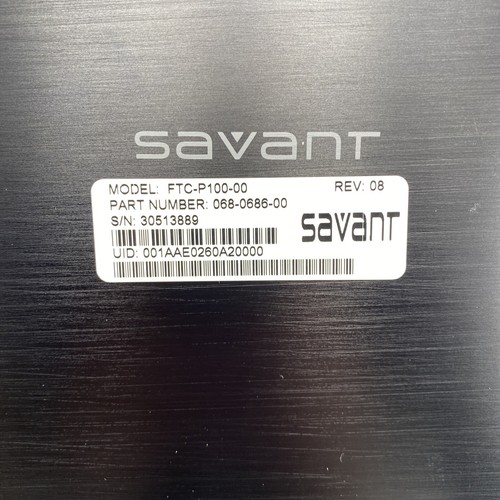 savant
MODEL: FTC-P100-00 REV: 08
PART NUMBER: 068-0686-00
S/N: 30513889
savant
UID: 001AAE0260A20000